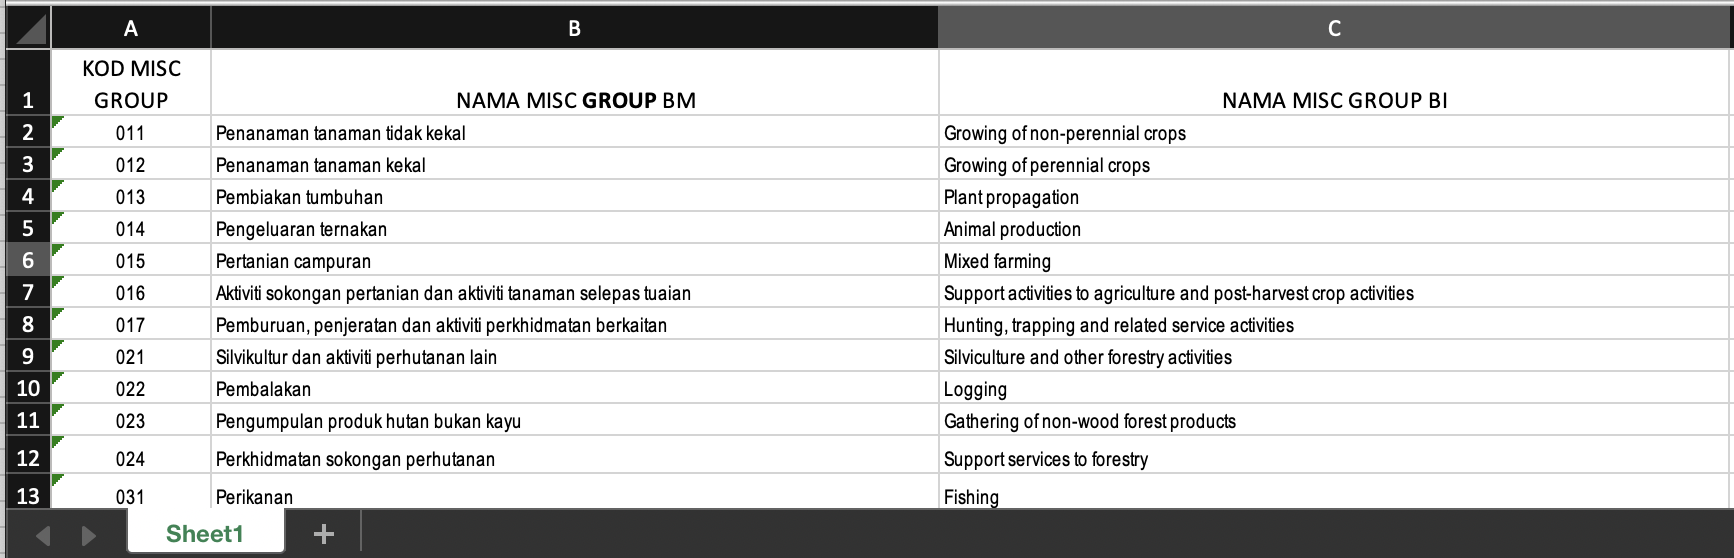 A B C
1 KOD MISC GROUP NAMA MISC GROUP BM NAMA MISC GROUP BI
2 011 Penanaman tanaman tidak kekal Growing of non-perennial crops
3 012 Penanaman tanaman kekal Growing of perennial crops
4 013 Pembiakan tumbuhan Plant propagation
5 014 Pengeluaran ternakan Animal production
6 015 Pertanian campuran Mixed farming
7 016 Aktiviti sokongan pertanian dan aktiviti tanaman selepas tuaian Support activities to agriculture and post-harvest crop activities
8 017 Pemburuan, penjeratan dan aktiviti perkhidmatan berkaitan Hunting, trapping and related service activities
9 021 Silvikultur dan aktiviti perhutanan lain Silviculture and other forestry activities
10 022 Pembalakan Logging
11 023 Pengumpulan produk hutan bukan kayu Gathering of non-wood forest products
12 024 Perkhidmatan sokongan perhutanan Support services to forestry
13 031 Perikanan Fishing
Sheet1 +